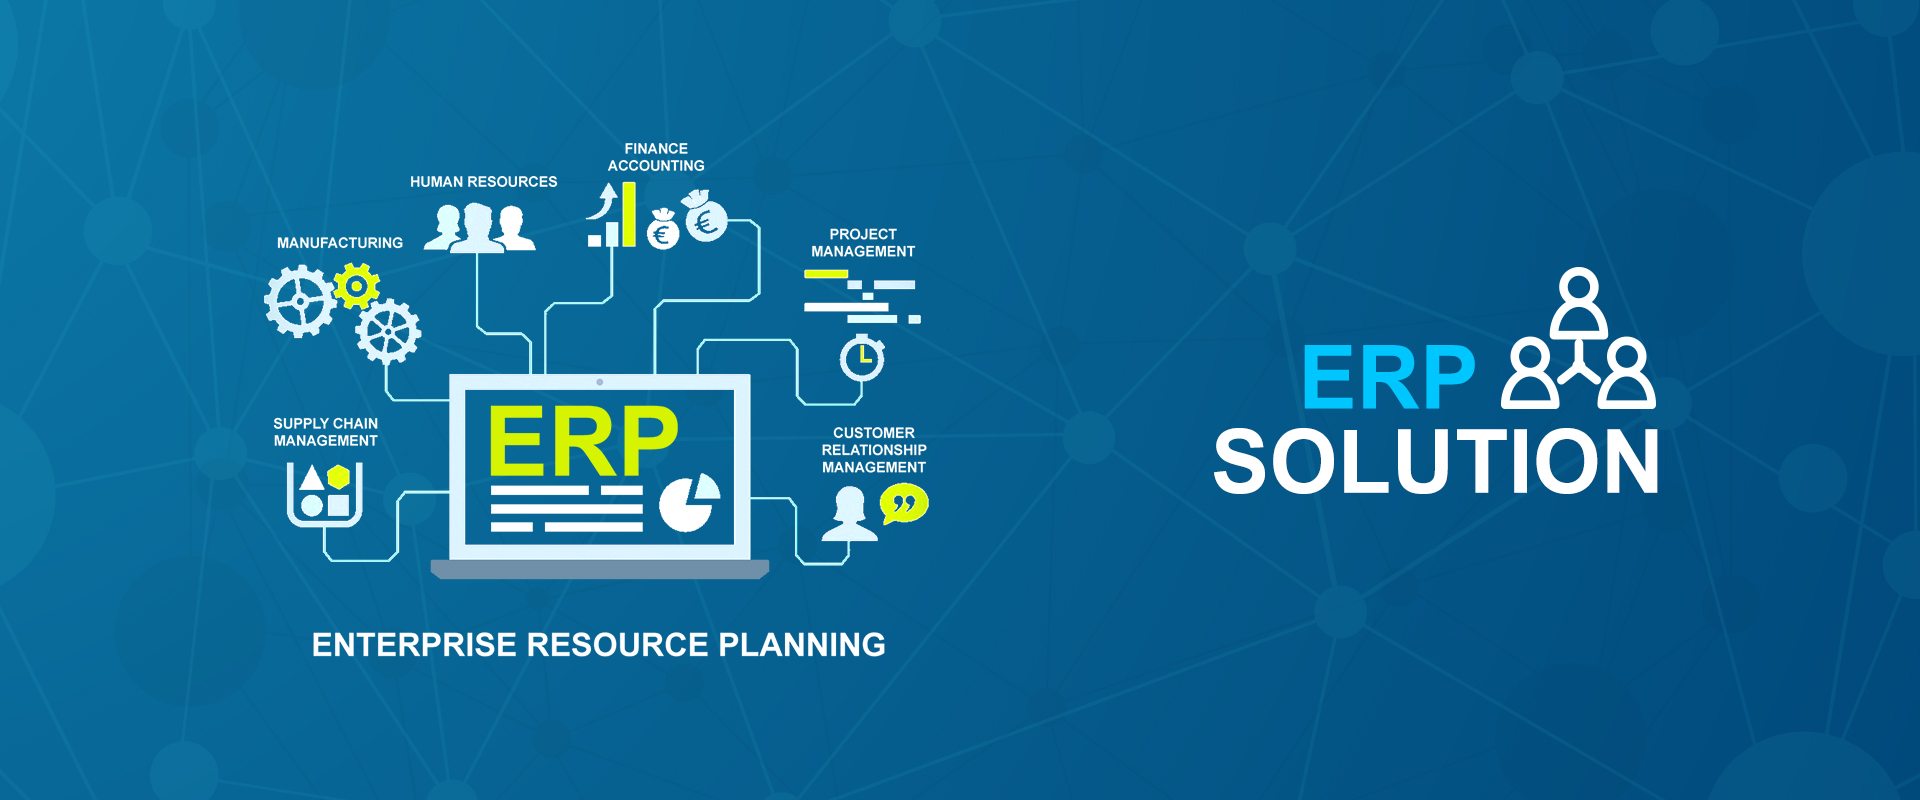 FINANCE
ACCOUNTING
HUMAN RESOURCES
MANUFACTURING
PROJECT
MANAGEMENT
SUPPLY CHAIN
MANAGEMENT
CUSTOMER
RELATIONSHIP
MANAGEMENT
ERP
ENTERPRISE RESOURCE PLANNING
ERP
SOLUTION